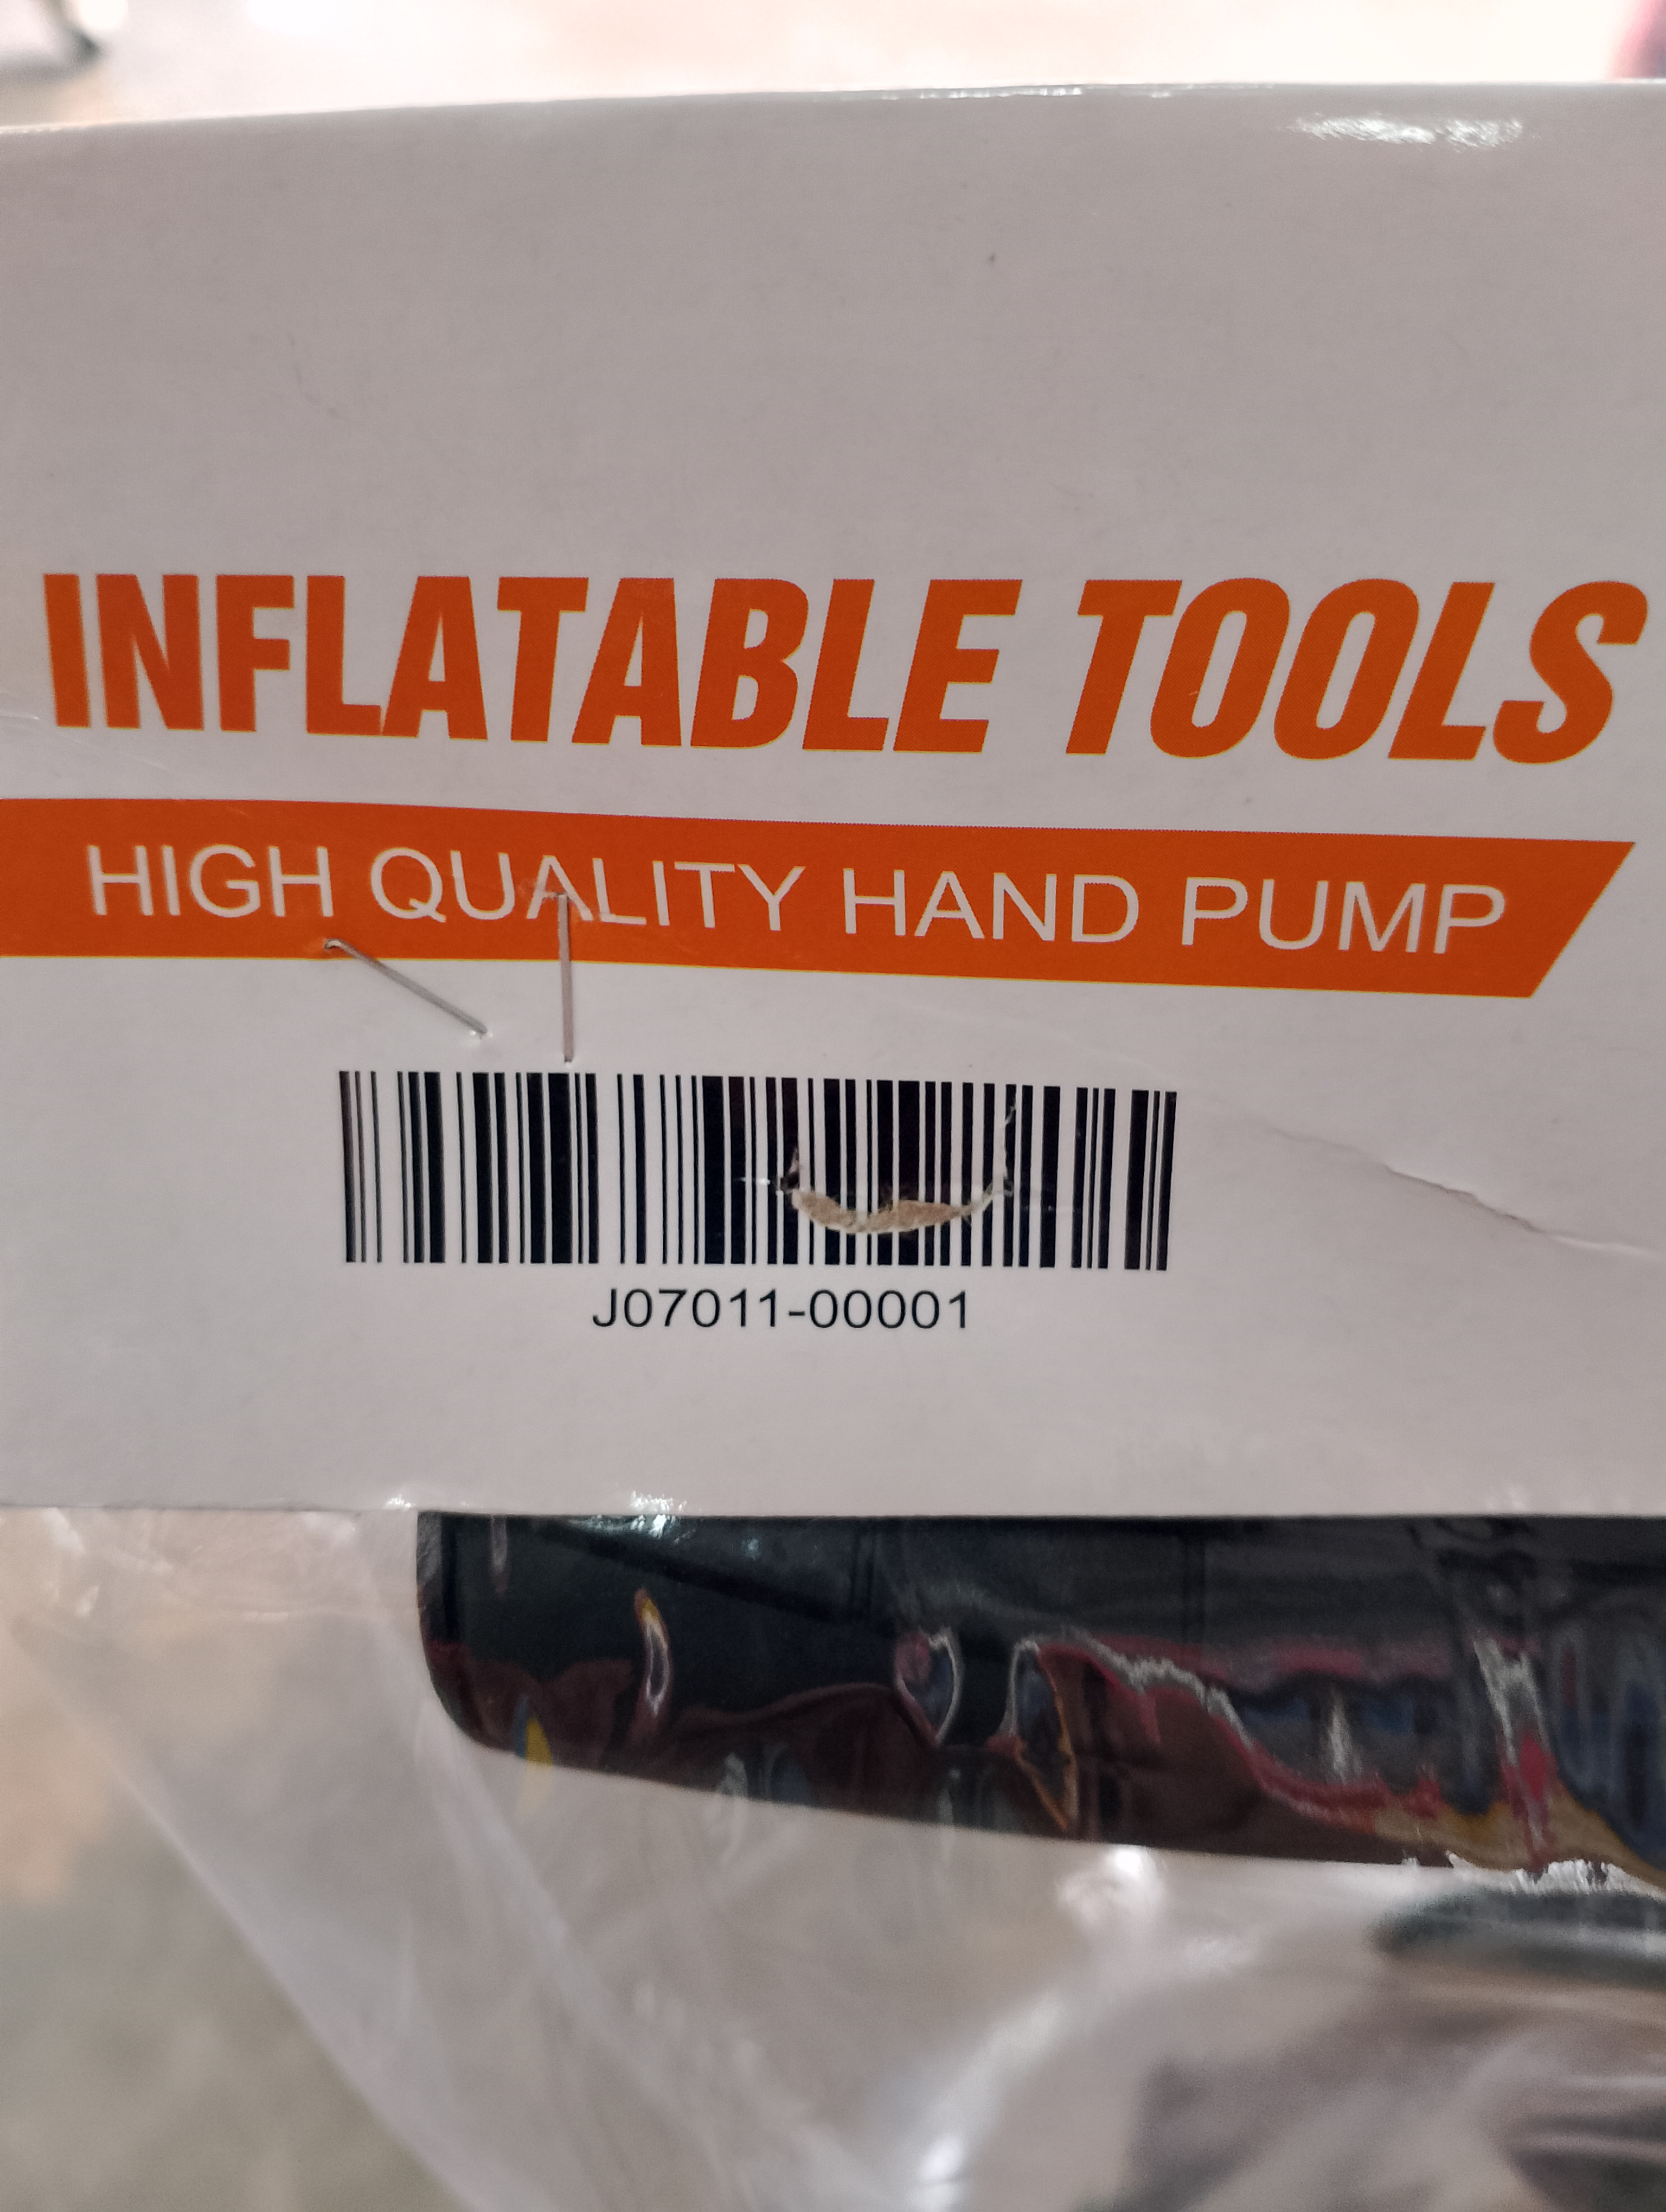 INFLATABLE TOOLS
HIGH QUALITY HAND PUMP
J07011-00001